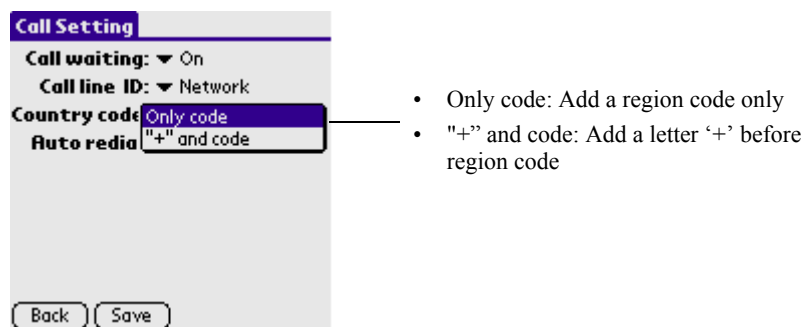 Call Setting
Call waiting: On
Call line ID: Network
Country code
Only code
"+" and code
Auto redia
Back Save
• Only code: Add a region code only
• "+” and code: Add a letter ‘+’ before
region code